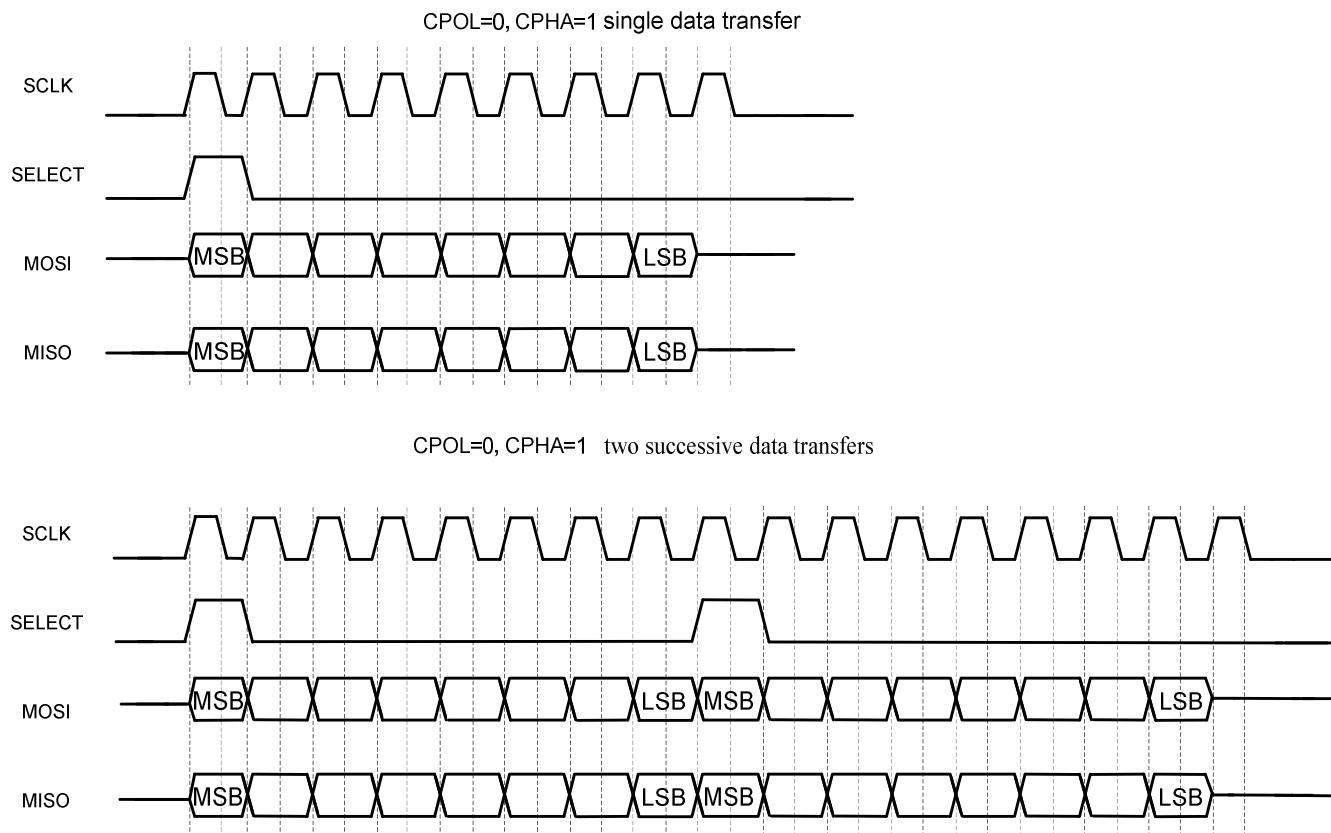 CPOL=0, CPHA=1 single data transfer
SCLK
SELECT
MOSI MSB LSB
MISO MSB LSB
CPOL=0, CPHA=1 two successive data transfers
SCLK
SELECT
MOSI MSB LSB MSB LSB
MISO MSB LSB MSB LSB